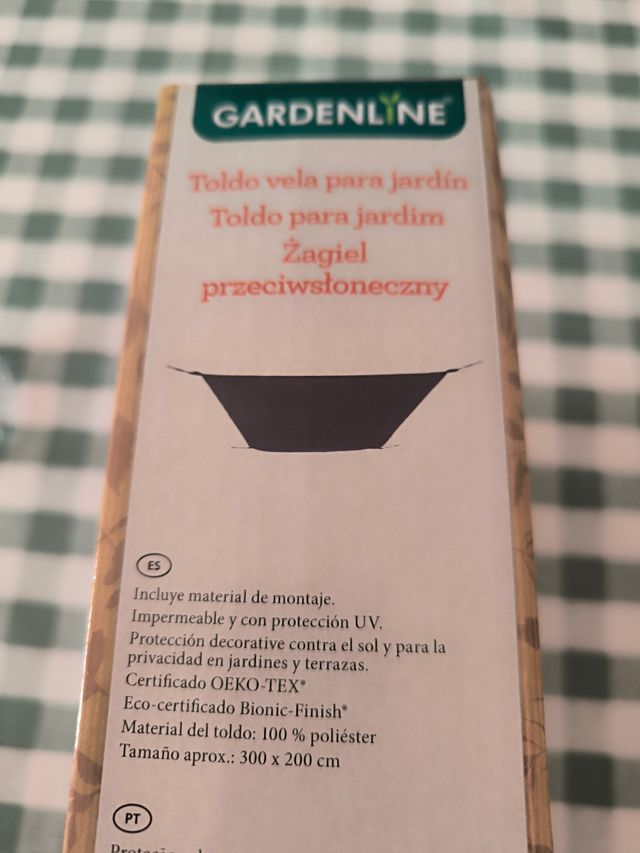 GARDENLINE®
Toldo vela para jardín
Toldo para jardim
Żagiel
przeciwsłoneczny
ES
Incluye material de montaje.
Impermeable y con protección UV.
Protección decorative contra el sol y para la
privacidad en jardines y terrazas.
Certificado OEKO-TEX®
Eco-certificado Bionic-Finish®
Material del toldo: 100 % poliéster
Tamaño aprox.: 300 x 200 cm
PT